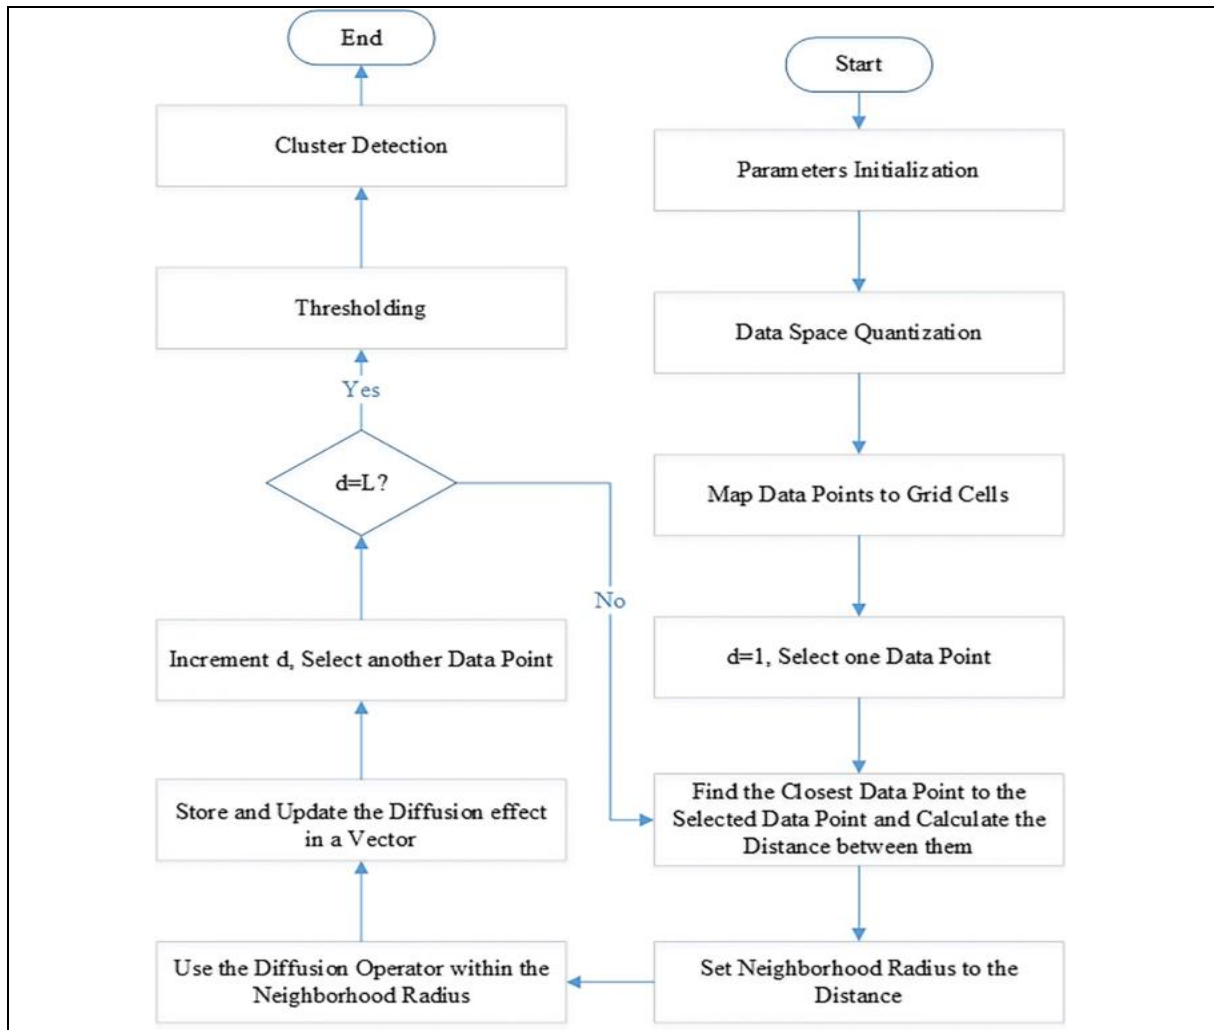 Start
Parameters Initialization
Data Space Quantization
Map Data Points to Grid Cells
d=1, Select one Data Point
Find the Closest Data Point to the
Selected Data Point and Calculate the
Distance between them
Set Neighborhood Radius to the
Distance
Use the Diffusion Operator within the
Neighborhood Radius
Store and Update the Diffusion effect
in a Vector
Increment d, Select another Data Point
d=L?
No
Yes
Thresholding
Cluster Detection
End